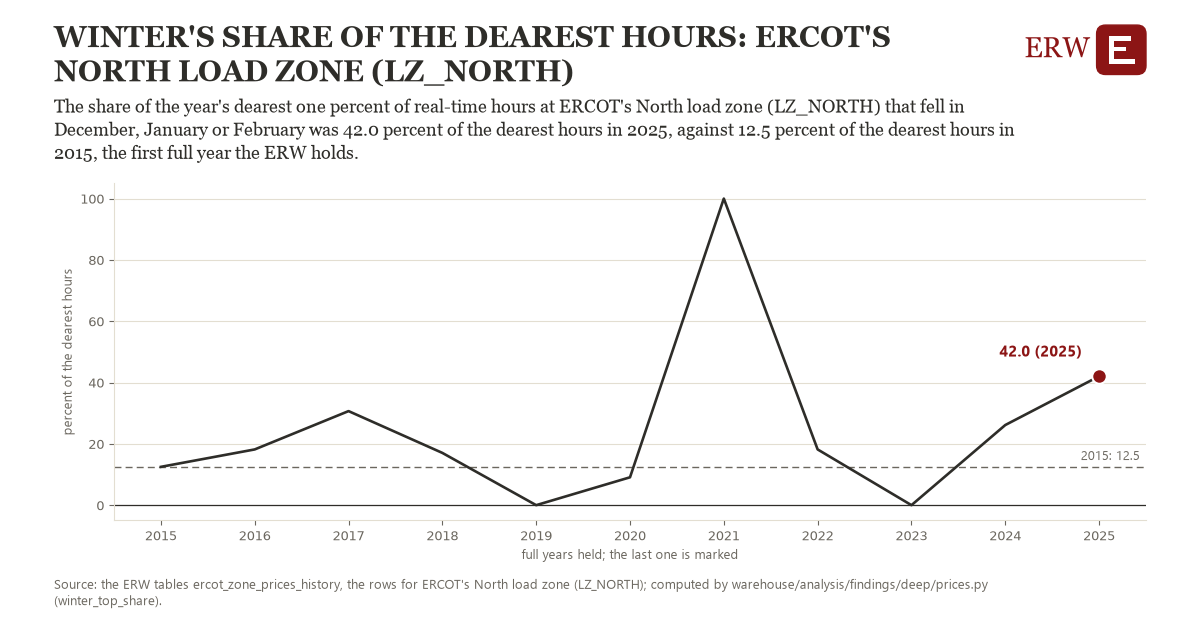 WINTER'S SHARE OF THE DEAREST HOURS: ERCOT'S
NORTH LOAD ZONE (LZ_NORTH)
ERW E
The share of the year's dearest one percent of real-time hours at ERCOT's North load zone (LZ_NORTH) that fell in
December, January or February was 42.0 percent of the dearest hours in 2025, against 12.5 percent of the dearest hours in
2015, the first full year the ERW holds.
percent of the dearest hours
100
80
60
40
20
0
42.0 (2025)
2015: 12.5
2015 2016 2017 2018 2019 2020 2021 2022 2023 2024 2025
full years held; the last one is marked
Source: the ERW tables ercot_zone_prices_history, the rows for ERCOT's North load zone (LZ_NORTH); computed by warehouse/analysis/findings/deep/prices.py
(winter_top_share).